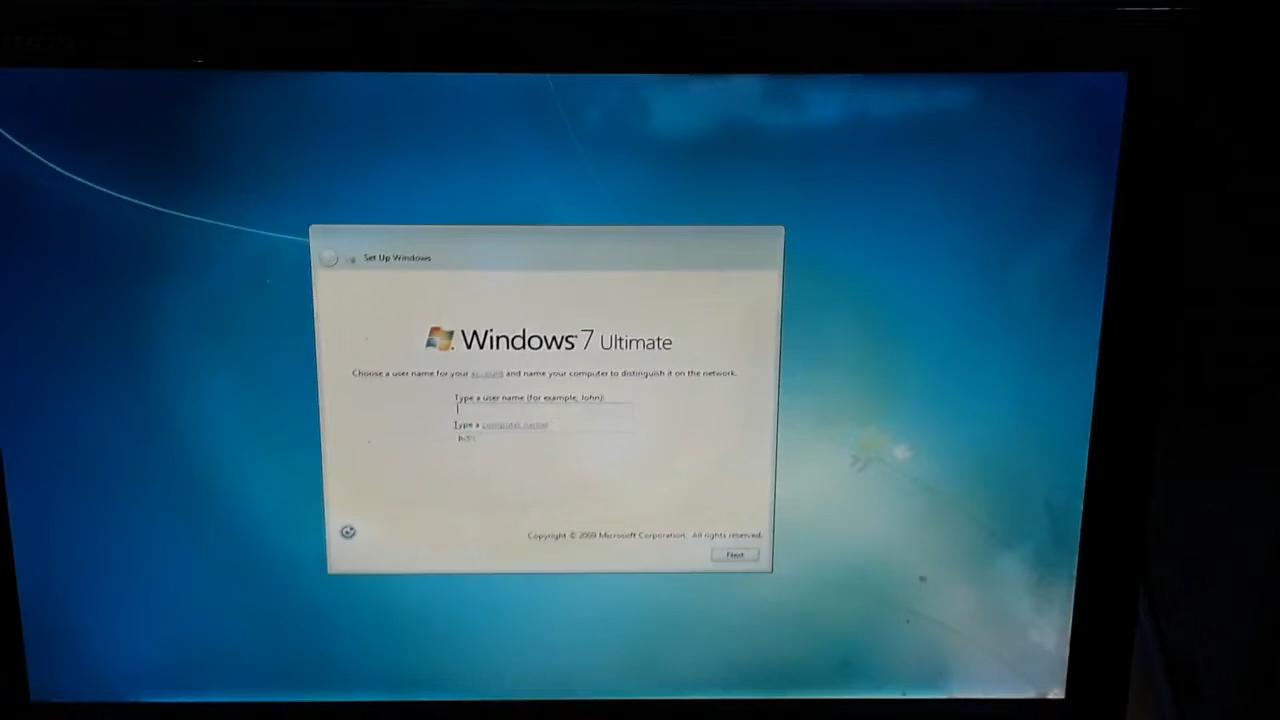 Set Up Windows
Windows 7 Ultimate
Choose a user name for your account and name your computer to distinguish it on the network.
Type a user name (for example, John):
Type a computer name:
Copyright © 2009 Microsoft Corporation. All rights reserved.
Next